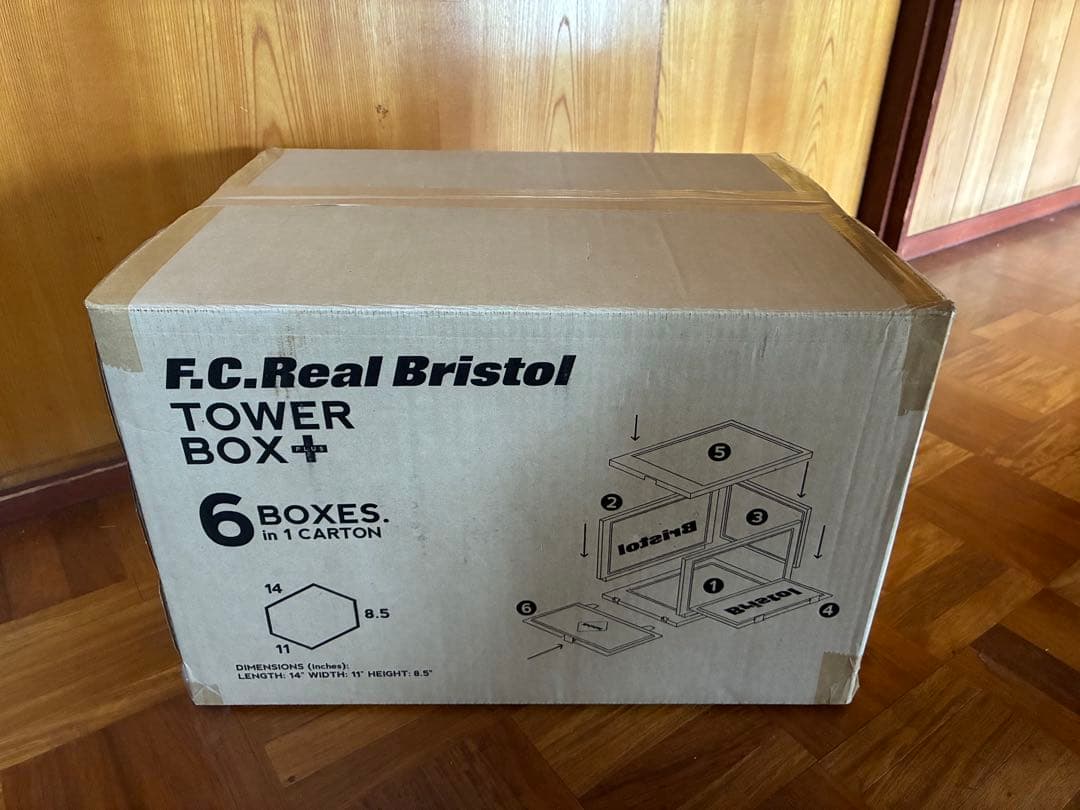 F.C.Real Bristol
TOWER
BOX+
PLUS
6 BOXES.
in 1 CARTON
14
8.5
11
DIMENSIONS (Inches):
LENGTH: 14" WIDTH: 11" HEIGHT: 8.5"
5
2
3
Bristol
1
Bristol
4
6